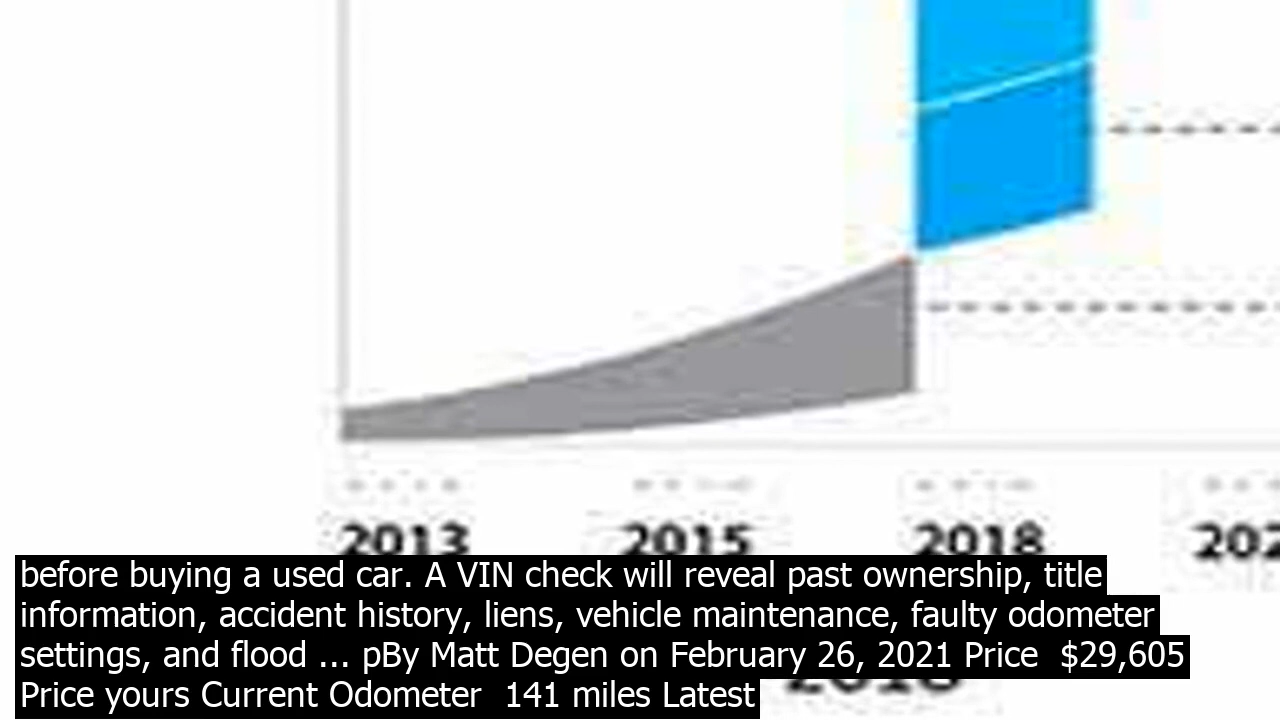 2013 2015 2018
before buying a used car. A VIN check will reveal past ownership, title
information, accident history, liens, vehicle maintenance, faulty odometer
settings, and flood ... pBy Matt Degen on February 26, 2021 Price  $29,605
Price yours Current Odometer  141 miles Latest